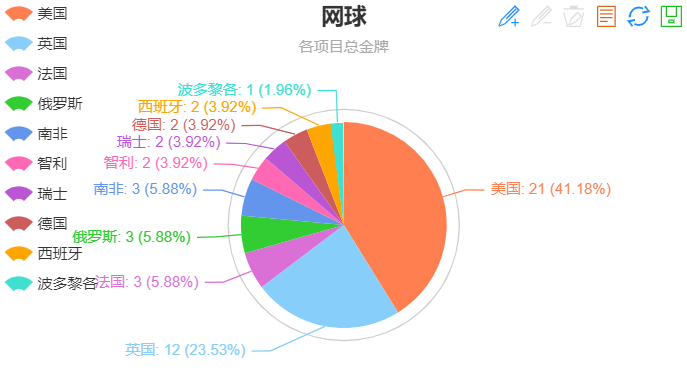 网球
各项目总金牌
美国
英国
法国
俄罗斯
南非
智利
瑞士
德国
西班牙
波多黎各
波多黎各: 1 (1.96%)
西班牙: 2 (3.92%)
德国: 2 (3.92%)
瑞士: 2 (3.92%)
智利: 2 (3.92%)
南非: 3 (5.88%)
俄罗斯: 3 (5.88%)
法国: 3 (5.88%)
英国: 12 (23.53%)
美国: 21 (41.18%)